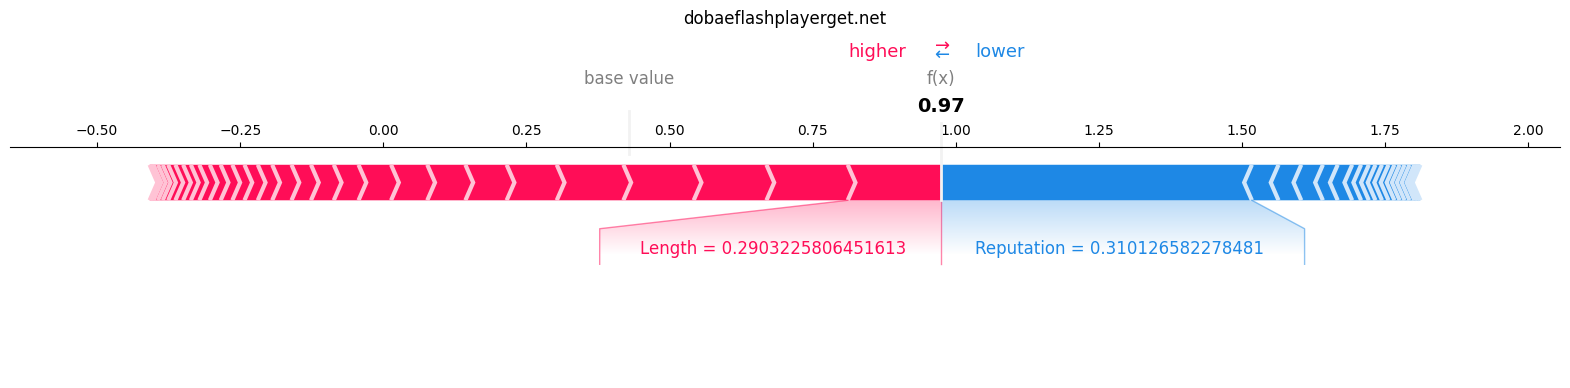 dobaeflashplayerget.net
higher ⇄ lower
base value f(x)
0.97
−0.50 −0.25 0.00 0.25 0.50 0.75 1.00 1.25 1.50 1.75 2.00
Length = 0.2903225806451613 Reputation = 0.310126582278481